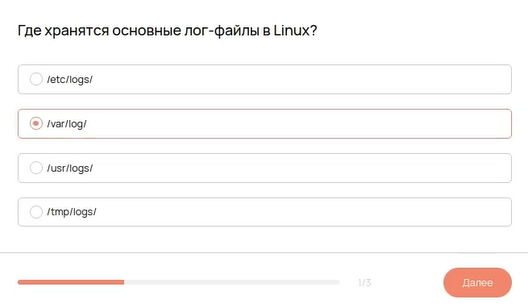 Где хранятся основные лог-файлы в Linux?
/etc/logs/
/var/log/
/usr/logs/
/tmp/logs/
1/3
Далее